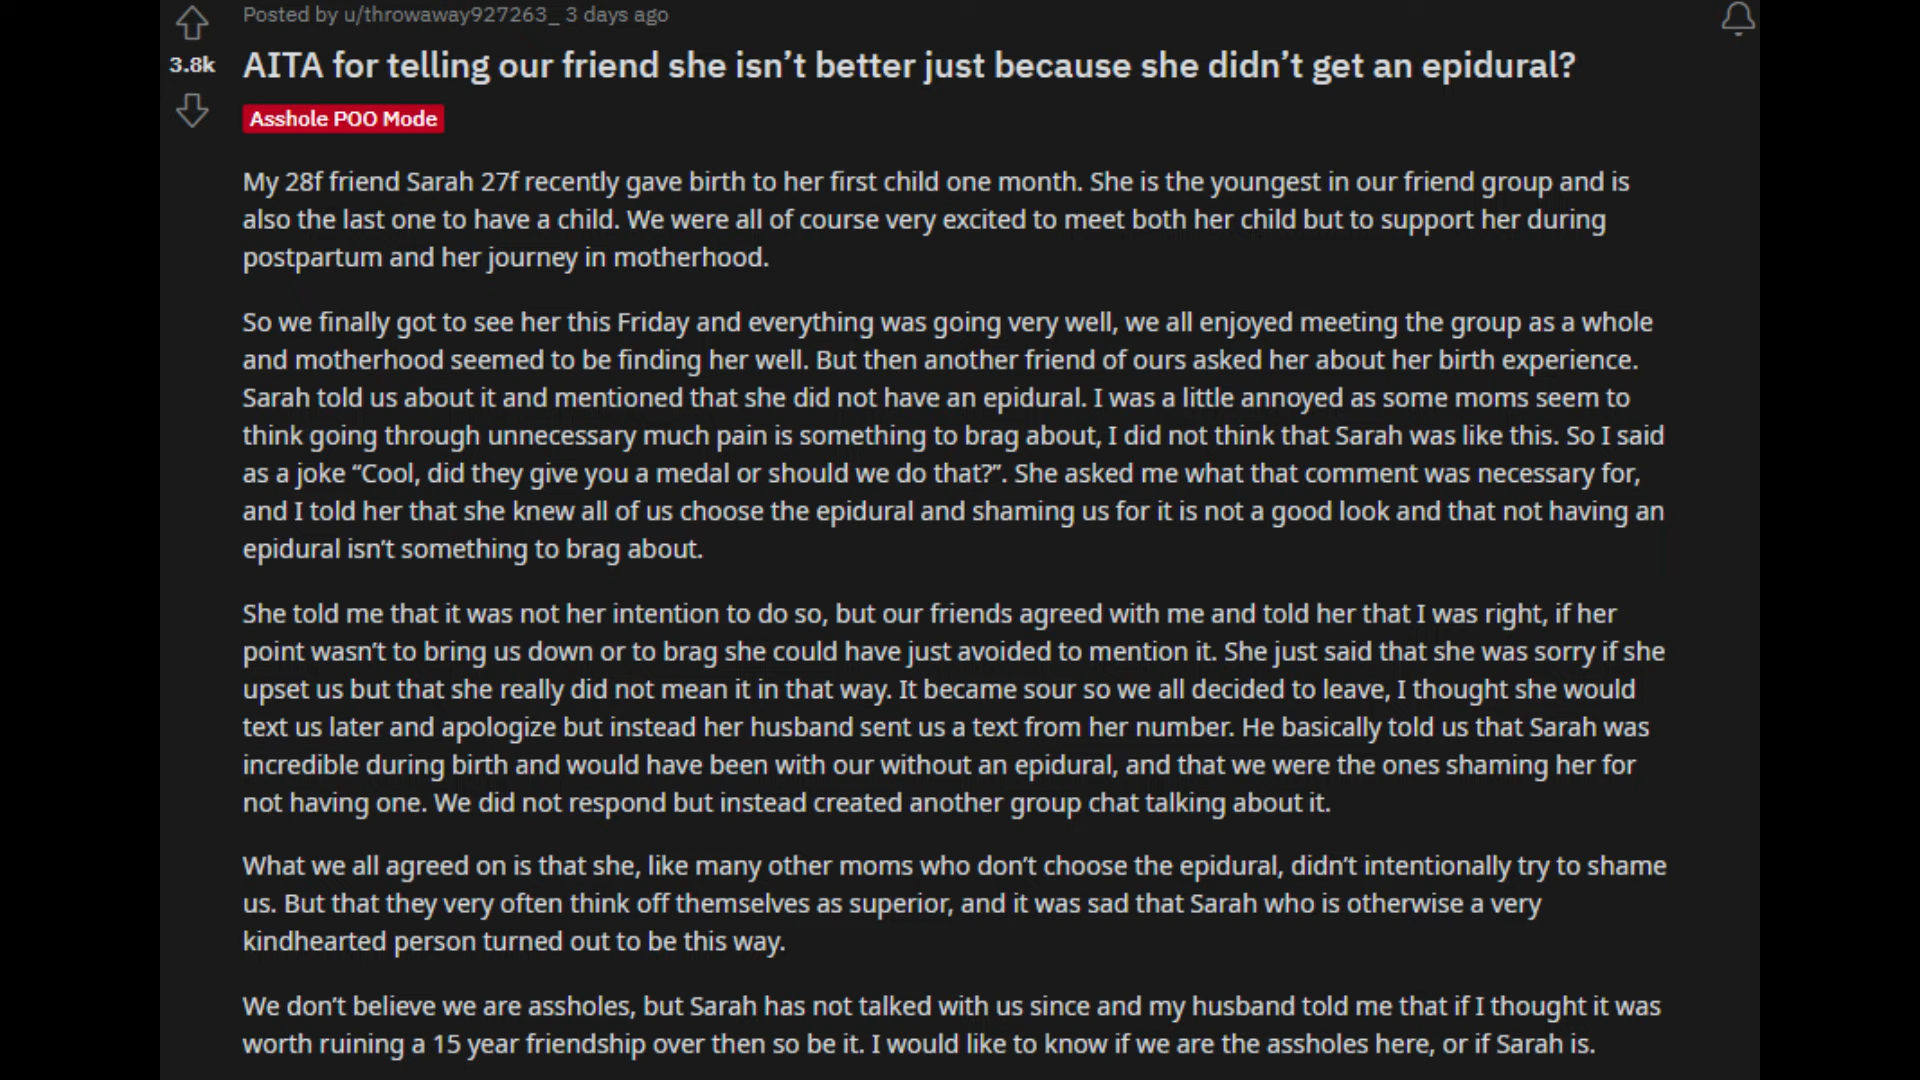 Posted by u/throwaway927263_ 3 days ago
3.8k
AITA for telling our friend she isn’t better just because she didn’t get an epidural?
Asshole POO Mode
My 28f friend Sarah 27f recently gave birth to her first child one month. She is the youngest in our friend group and is
also the last one to have a child. We were all of course very excited to meet both her child but to support her during
postpartum and her journey in motherhood.
So we finally got to see her this Friday and everything was going very well, we all enjoyed meeting the group as a whole
and motherhood seemed to be finding her well. But then another friend of ours asked her about her birth experience.
Sarah told us about it and mentioned that she did not have an epidural. I was a little annoyed as some moms seem to
think going through unnecessary much pain is something to brag about, I did not think that Sarah was like this. So I said
as a joke “Cool, did they give you a medal or should we do that?”. She asked me what that comment was necessary for,
and I told her that she knew all of us choose the epidural and shaming us for it is not a good look and that not having an
epidural isn’t something to brag about.
She told me that it was not her intention to do so, but our friends agreed with me and told her that I was right, if her
point wasn’t to bring us down or to brag she could have just avoided to mention it. She just said that she was sorry if she
upset us but that she really did not mean it in that way. It became sour so we all decided to leave, I thought she would
text us later and apologize but instead her husband sent us a text from her number. He basically told us that Sarah was
incredible during birth and would have been with our without an epidural, and that we were the ones shaming her for
not having one. We did not respond but instead created another group chat talking about it.
What we all agreed on is that she, like many other moms who don’t choose the epidural, didn’t intentionally try to shame
us. But that they very often think off themselves as superior, and it was sad that Sarah who is otherwise a very
kindhearted person turned out to be this way.
We don’t believe we are assholes, but Sarah has not talked with us since and my husband told me that if I thought it was
worth ruining a 15 year friendship over then so be it. I would like to know if we are the assholes here, or if Sarah is.